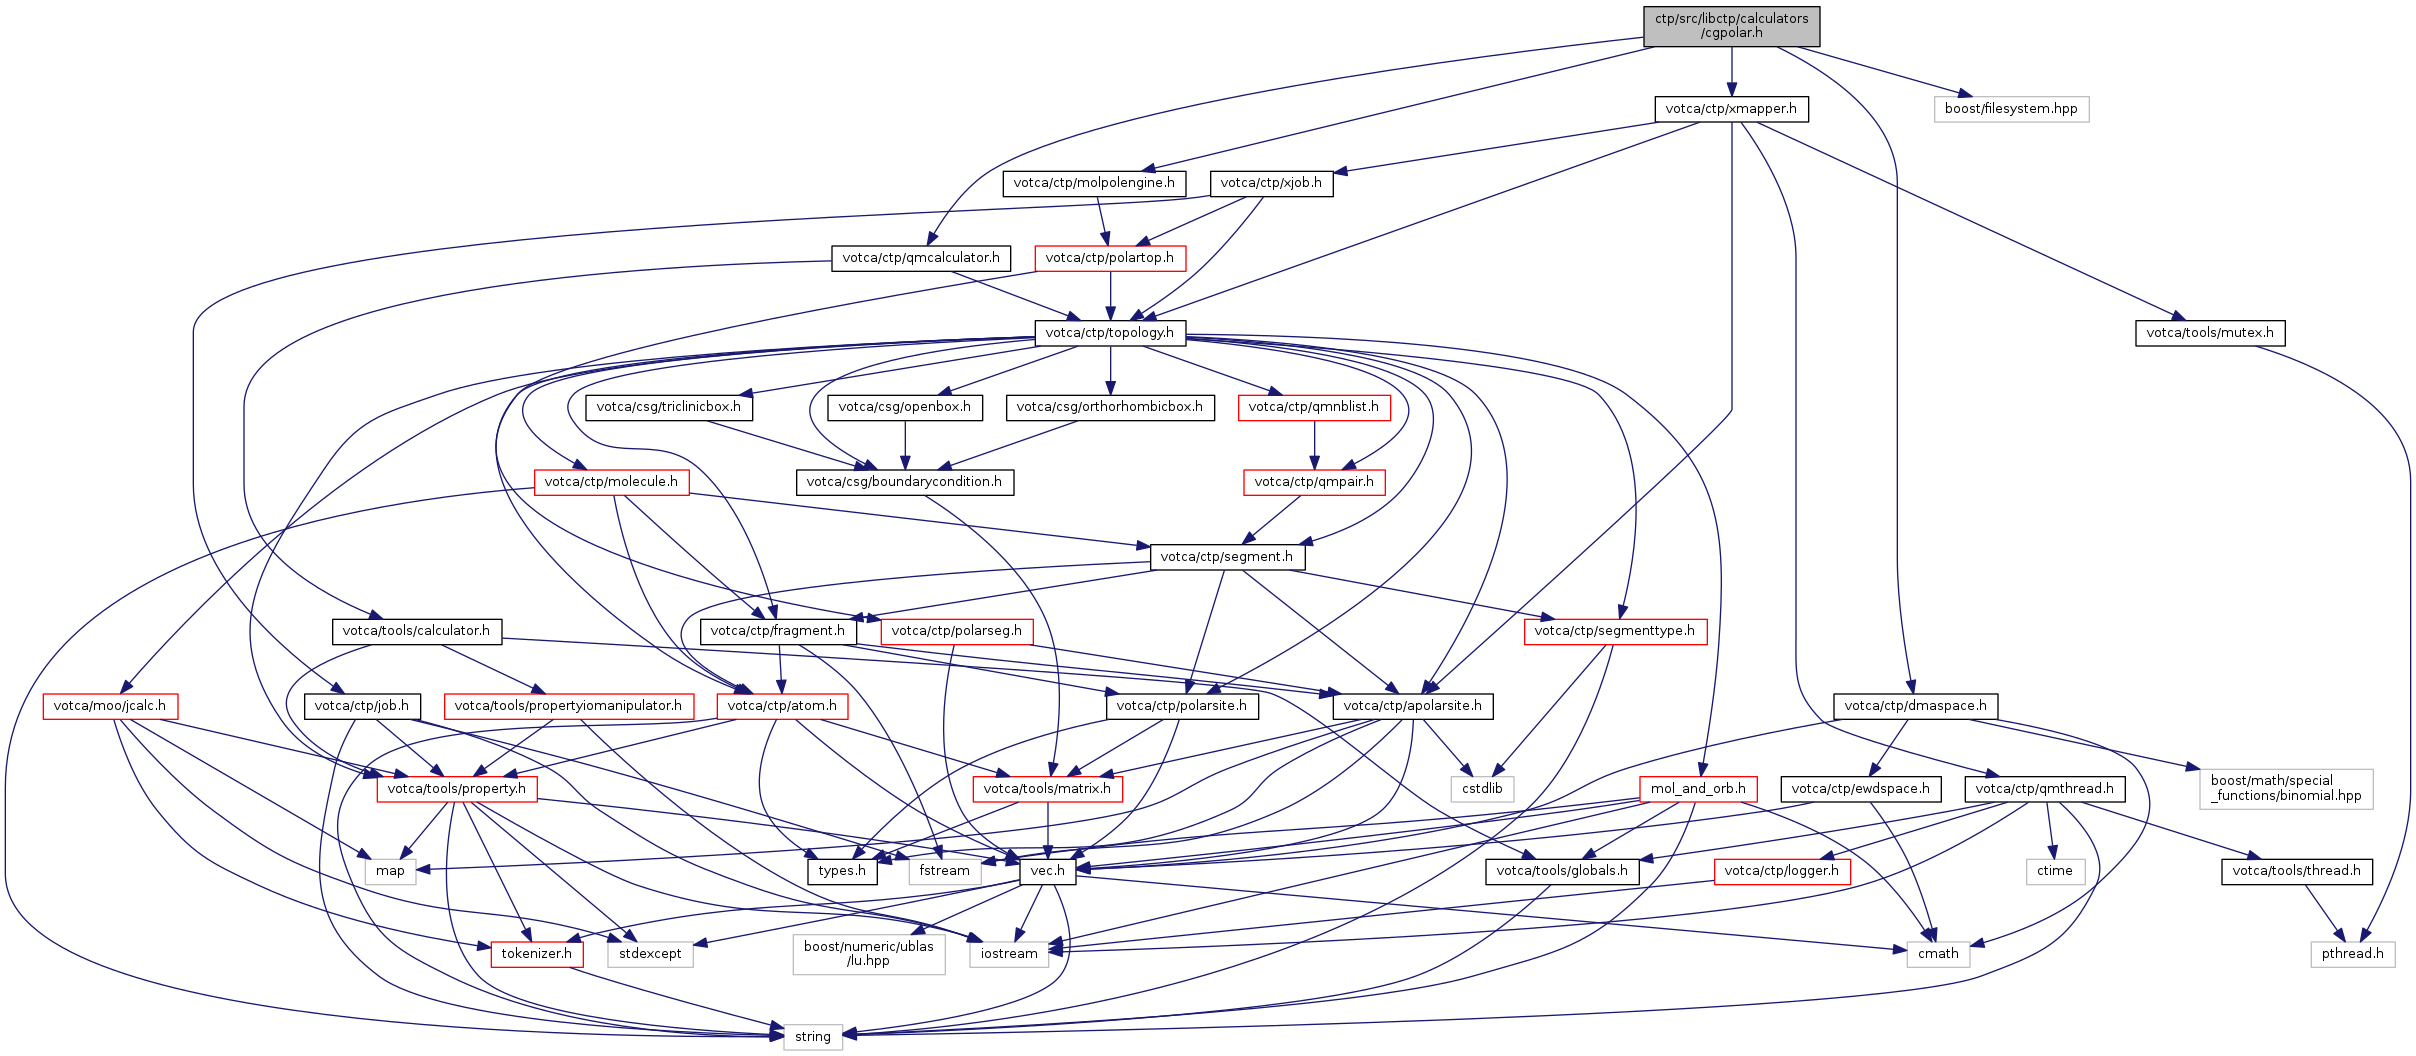 ctp/src/libctp/calculators
/cgpolar.h
votca/ctp/xmapper.h
boost/filesystem.hpp
votca/ctp/molpolengine.h
votca/ctp/xjob.h
votca/ctp/qmcalculator.h
votca/ctp/polartop.h
votca/ctp/topology.h
votca/tools/mutex.h
votca/csg/triclinicbox.h
votca/csg/openbox.h
votca/csg/orthorhombicbox.h
votca/ctp/qmnblist.h
votca/ctp/molecule.h
votca/csg/boundarycondition.h
votca/ctp/qmpair.h
votca/ctp/segment.h
votca/tools/calculator.h
votca/ctp/fragment.h
votca/ctp/polarseg.h
votca/ctp/segmenttype.h
votca/moo/jcalc.h
votca/ctp/job.h
votca/tools/propertyiomanipulator.h
votca/ctp/atom.h
votca/ctp/polarsite.h
votca/ctp/apolarsite.h
votca/ctp/dmaspace.h
votca/tools/property.h
votca/tools/matrix.h
cstdlib
mol_and_orb.h
votca/ctp/ewdspace.h
votca/ctp/qmthread.h
boost/math/special
_functions/binomial.hpp
map
types.h
fstream
vec.h
votca/tools/globals.h
votca/ctp/logger.h
ctime
votca/tools/thread.h
tokenizer.h
stdexcept
boost/numeric/ublas
/lu.hpp
iostream
cmath
pthread.h
string